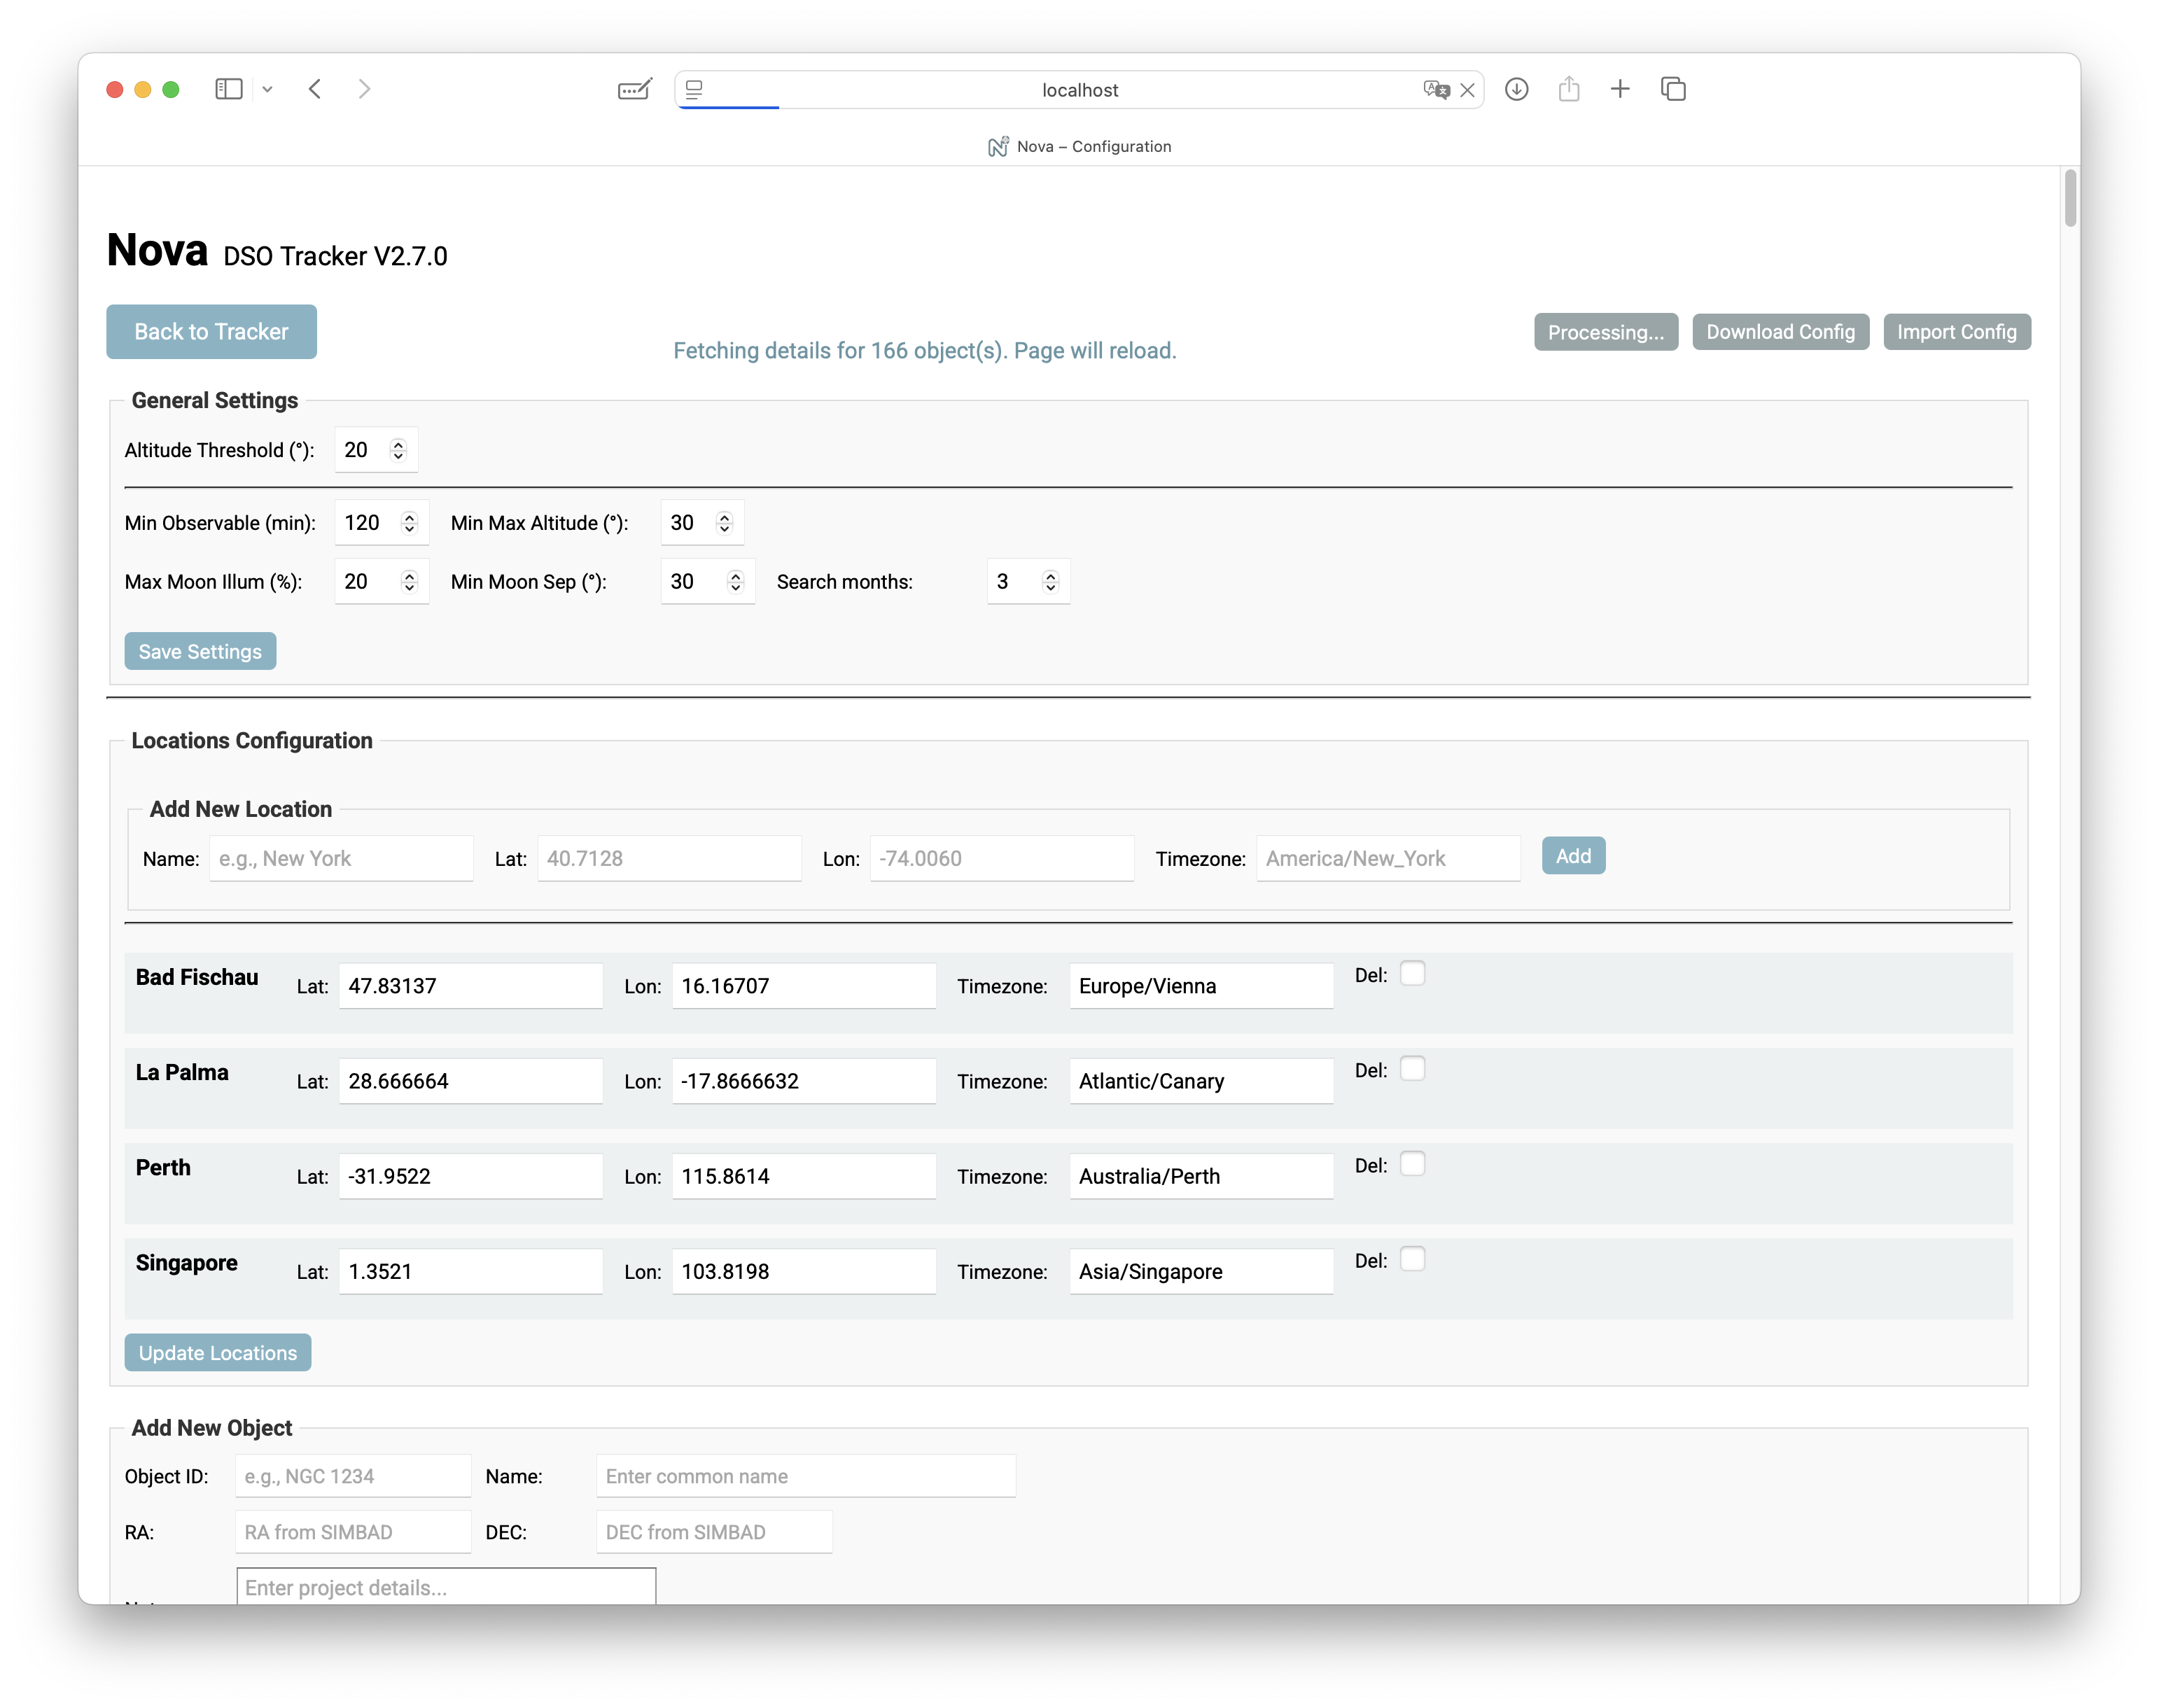 localhost
Nova – Configuration
Nova DSO Tracker V2.7.0
Back to Tracker
Fetching details for 166 object(s). Page will reload.
Processing... Download Config Import Config
General Settings
Altitude Threshold (°): 20
Min Observable (min): 120 Min Max Altitude (°): 30
Max Moon Illum (%): 20 Min Moon Sep (°): 30 Search months: 3
Save Settings
Locations Configuration
Add New Location
Name: e.g., New York Lat: 40.7128 Lon: -74.0060 Timezone: America/New_York Add
Bad Fischau Lat: 47.83137 Lon: 16.16707 Timezone: Europe/Vienna Del:
La Palma Lat: 28.666664 Lon: -17.8666632 Timezone: Atlantic/Canary Del:
Perth Lat: -31.9522 Lon: 115.8614 Timezone: Australia/Perth Del:
Singapore Lat: 1.3521 Lon: 103.8198 Timezone: Asia/Singapore Del:
Update Locations
Add New Object
Object ID: e.g., NGC 1234 Name: Enter common name
RA: RA from SIMBAD DEC: DEC from SIMBAD
Enter project details...